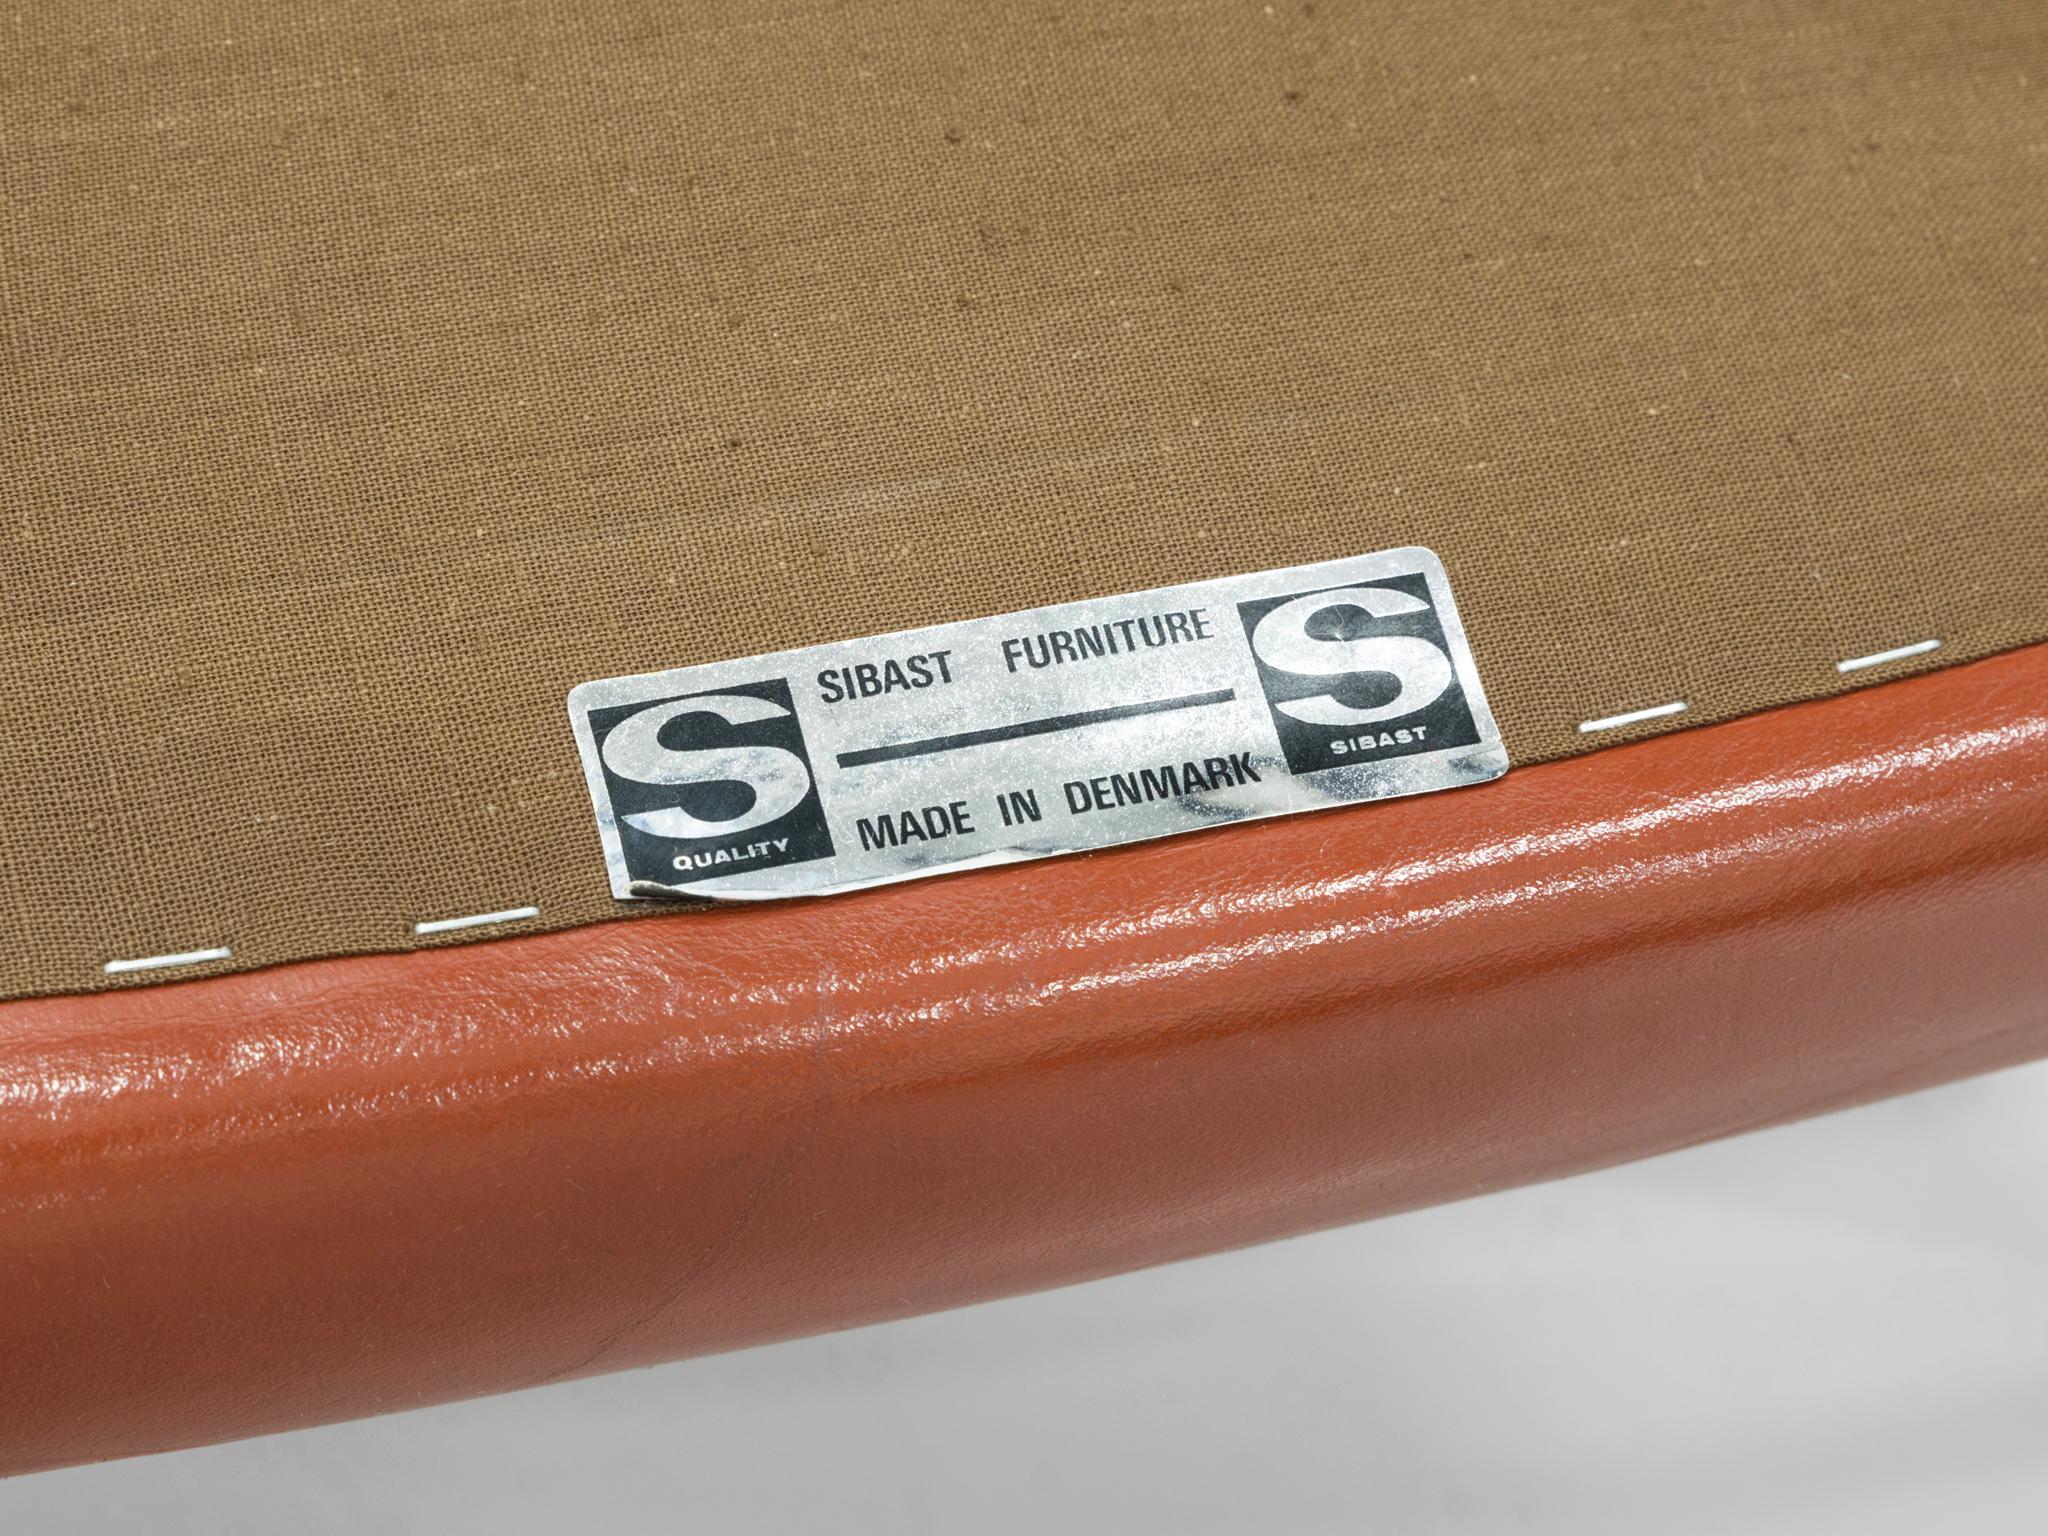 S
QUALITY
SIBAST FURNITURE
MADE IN DENMARK
S
SIBAST